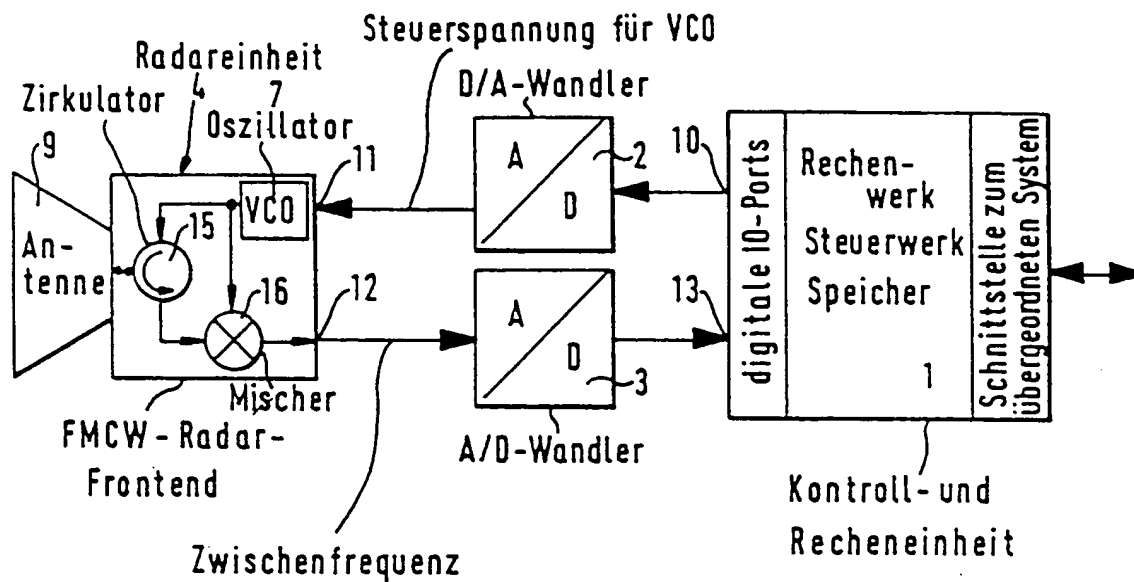 Steuerspannung für VCO
Radareinheit
4
Zirkulator
7
Oszillator
D/A-Wandler
9
11
A
2
D
10
VCO
15
An-
tenne
16
12
A
D
3
13
Mischer
FMCW-Radar-
Frontend
A/D-Wandler
Zwischenfrequenz
digitale IO-Ports
Rechen-
werk
Steuerwerk
Speicher
1
Schnittstelle zum
übergeordneten System
Kontroll- und
Recheneinheit